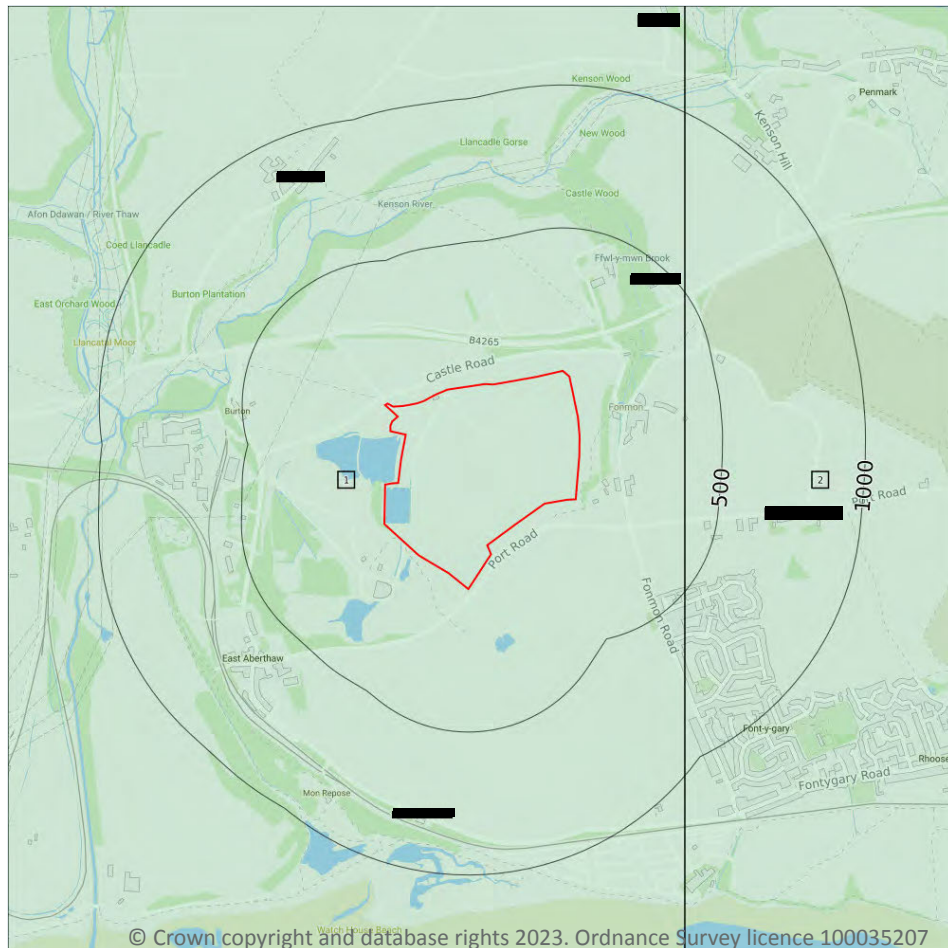 Kenson Wood
Penmark
Kenson Hill
New Wood
Llancadle Gorse
Castle Wood
Kenson River
Afon Ddawan / River Thaw
Coed Llancadle
Ffwl-y-mwn Brook
Burton Plantation
East Orchard Wood
Llancatal Moor
B4265
Castle Road
Burton
Fonmon
1
500
2
1000
Port Road
Port Road
Fonmon Road
East Aberthaw
Font-y-gary
Rhoose
Fontygary Road
Mon Repose
Watch House Beach
© Crown copyright and database rights 2023. Ordnance Survey licence 100035207